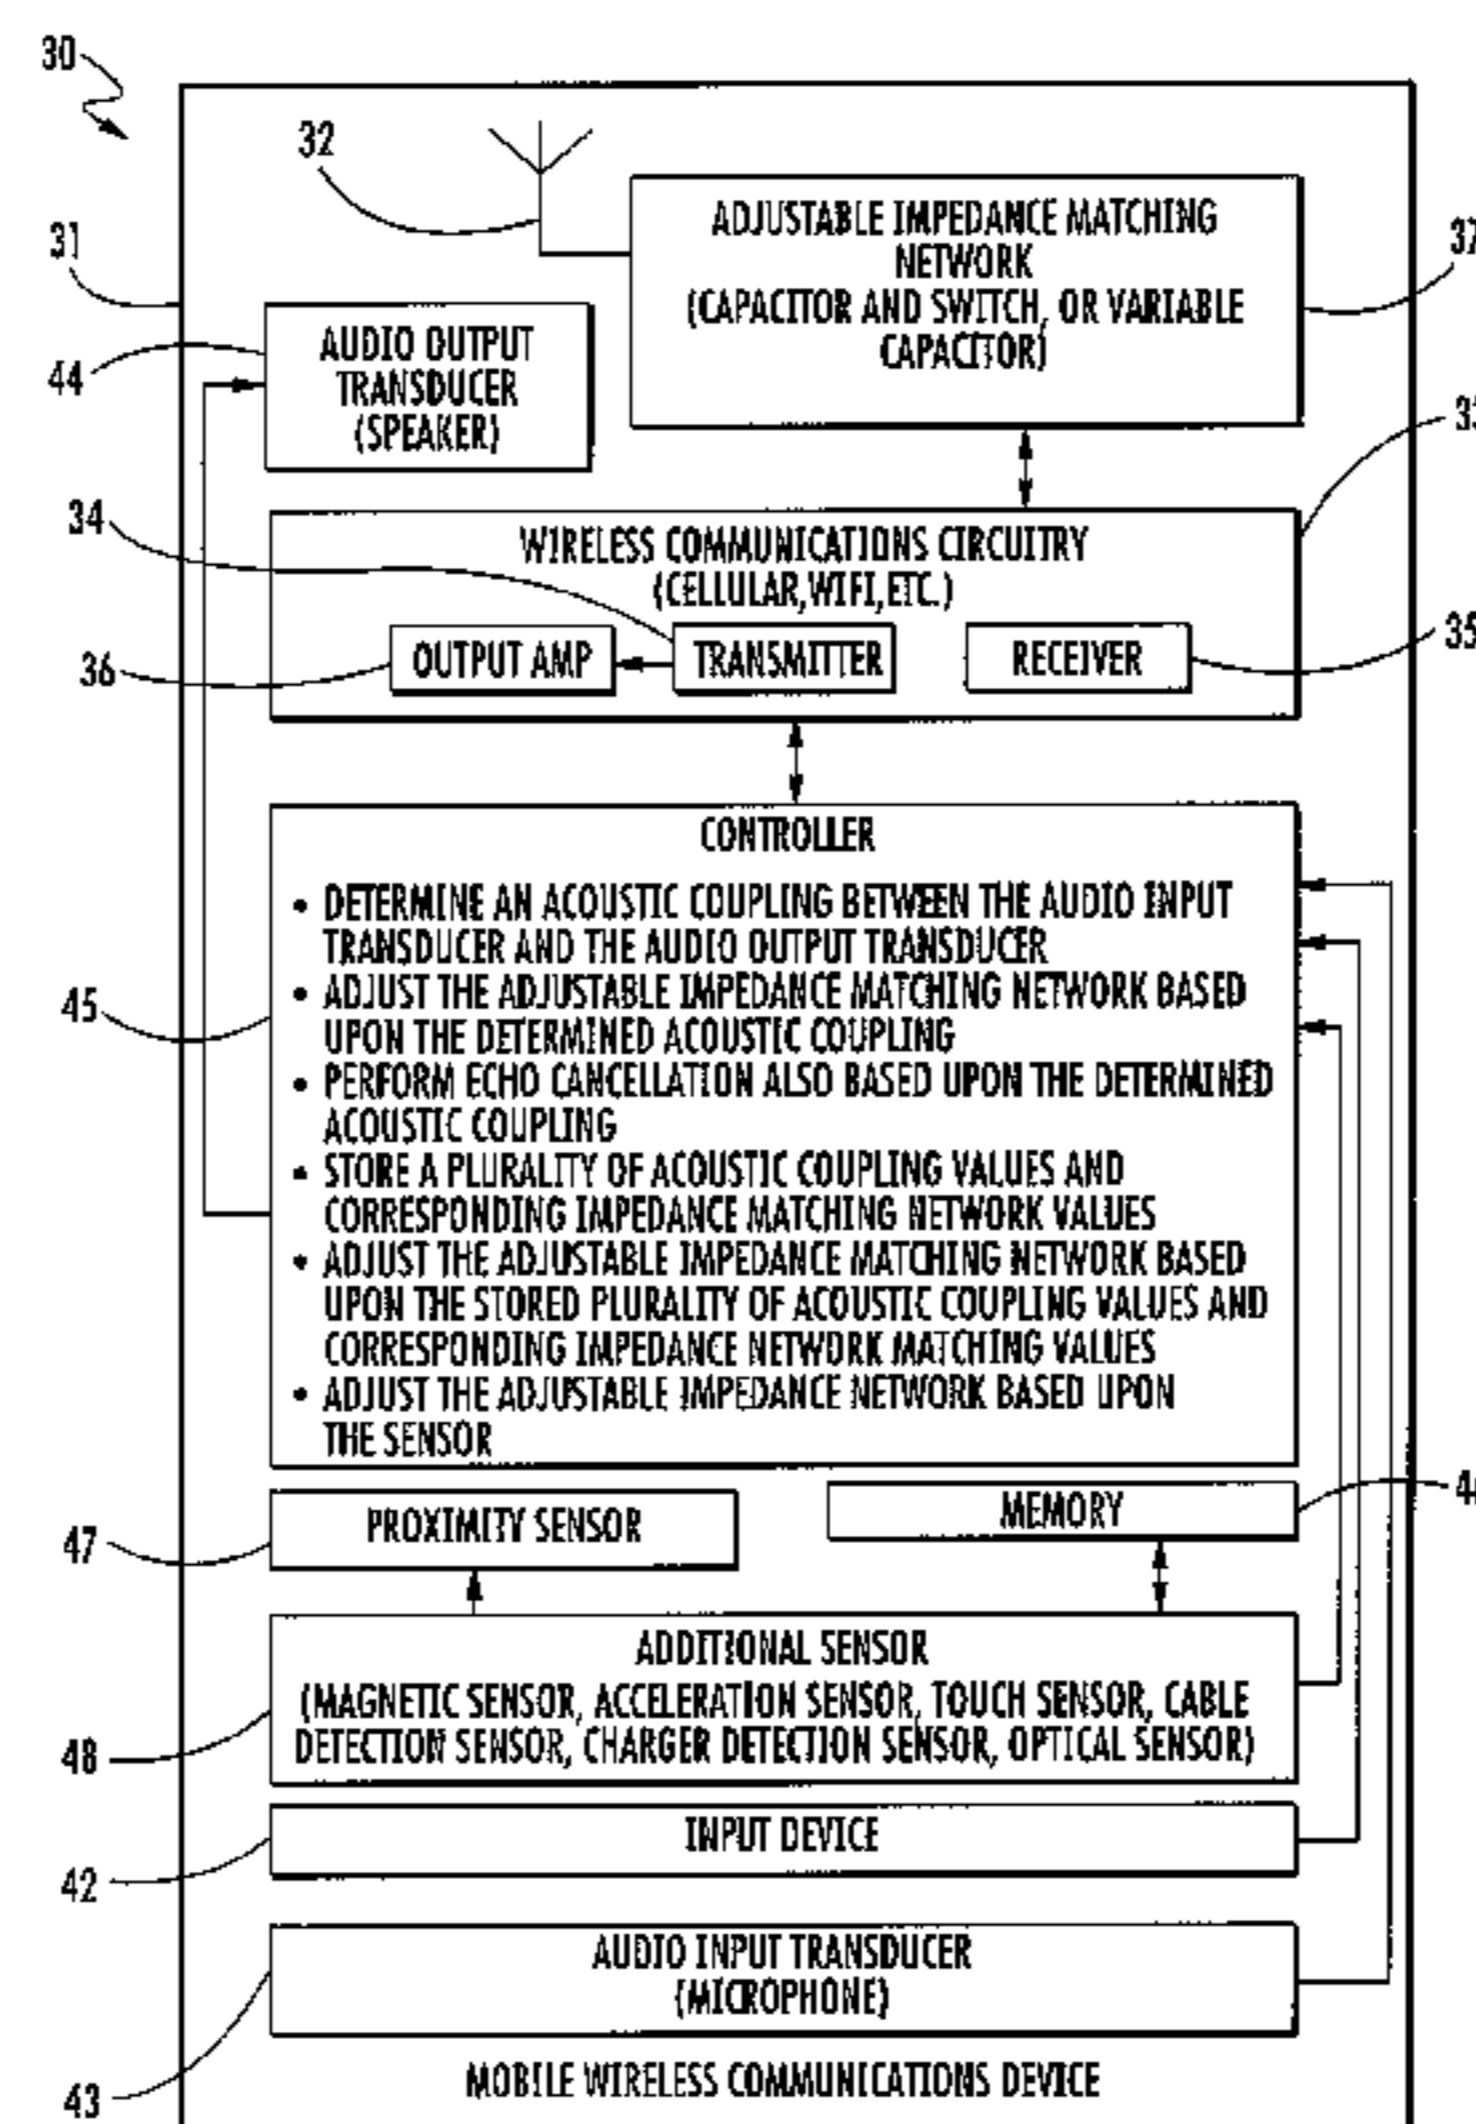 30
32
ADJUSTABLE IMPEDANCE MATCHING
NETWORK
(CAPACITOR AND SWITCH, OR VARIABLE
CAPACITOR)
31
37
AUDIO OUTPUT
TRANSDUCER
(SPEAKER)
44
34
WIRELESS COMMUNICATIONS CIRCUITRY
(CELLULAR,WIFI,ETC.)
36
OUTPUT AMP
TRANSMITTER
RECEIVER
35
CONTROLLER
• DETERMINE AN ACOUSTIC COUPLING BETWEEN THE AUDIO INPUT
TRANSDUCER AND THE AUDIO OUTPUT TRANSDUCER
• ADJUST THE ADJUSTABLE IMPEDANCE MATCHING NETWORK BASED
UPON THE DETERMINED ACOUSTIC COUPLING
• PERFORM ECHO CANCELLATION ALSO BASED UPON THE DETERMINED
ACOUSTIC COUPLING
• STORE A PLURALITY OF ACOUSTIC COUPLING VALUES AND
CORRESPONDING IMPEDANCE MATCHING NETWORK VALUES
• ADJUST THE ADJUSTABLE IMPEDANCE MATCHING NETWORK BASED
UPON THE STORED PLURALITY OF ACOUSTIC COUPLING VALUES AND
CORRESPONDING IMPEDANCE NETWORK MATCHING VALUES
• ADJUST THE ADJUSTABLE IMPEDANCE NETWORK BASED UPON
THE SENSOR
45
PROXIMITY SENSOR
MEMORY
47
ADDITIONAL SENSOR
(MAGNETIC SENSOR, ACCELERATION SENSOR, TOUCH SENSOR, CABLE
DETECTION SENSOR, CHARGER DETECTION SENSOR, OPTICAL SENSOR)
48
INPUT DEVICE
42
AUDIO INPUT TRANSDUCER
(MICROPHONE)
43
MOBILE WIRELESS COMMUNICATIONS DEVICE